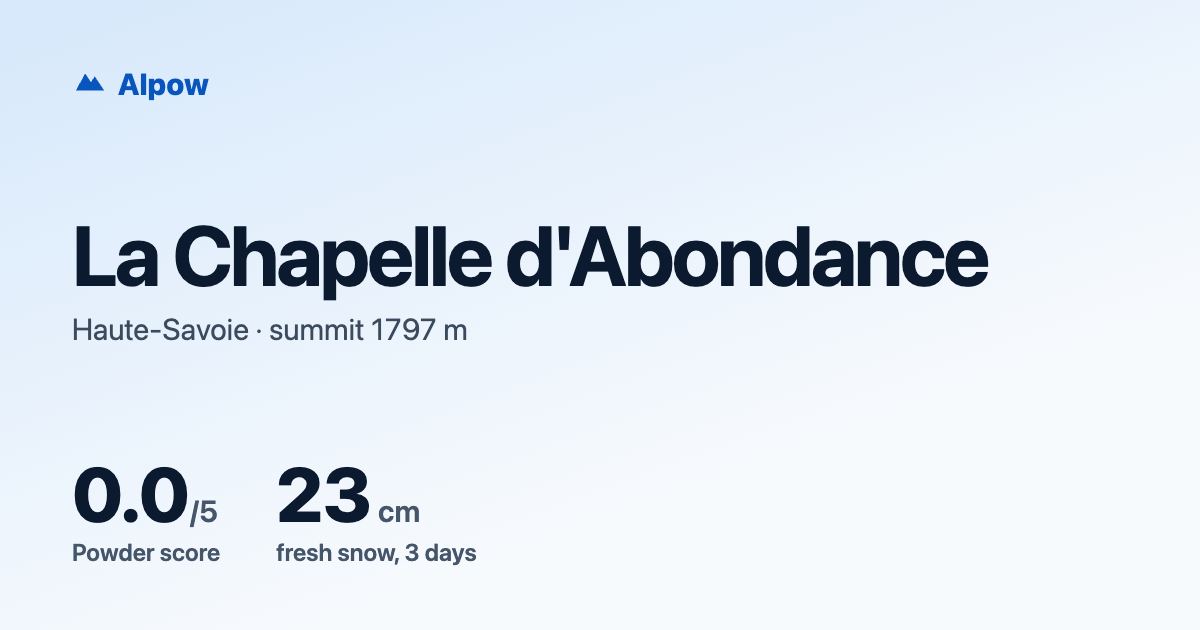 Alpow
La Chapelle d'Abondance
Haute-Savoie · summit 1797 m
0.0/5 23 cm
Powder score fresh snow, 3 days